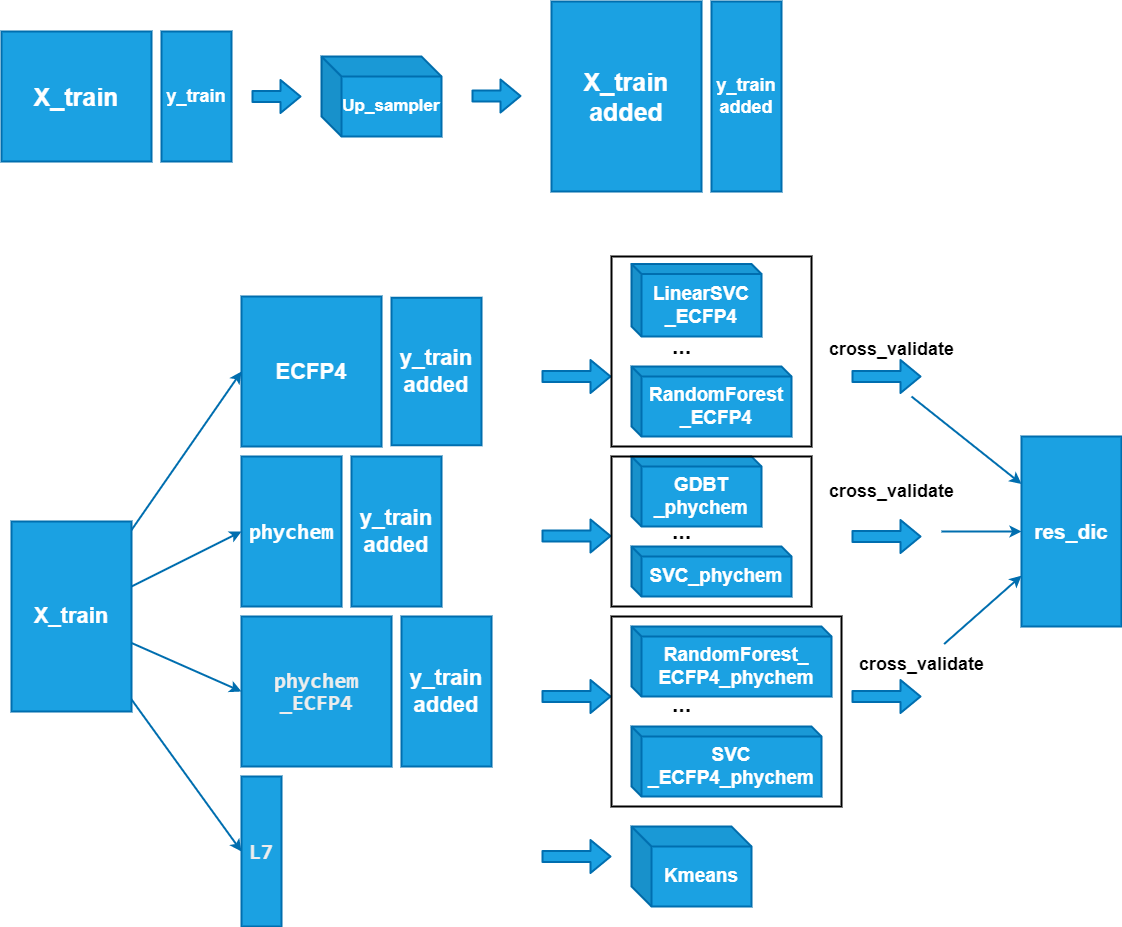 X_train
y_train
Up_sampler
X_train
added
y_train
added
LinearSVC
_ECFP4
...
RandomForest
_ECFP4
cross_validate
ECFP4
y_train
added
GDBT
_phychem
...
SVC_phychem
cross_validate
phychem
y_train
added
res_dic
X_train
RandomForest_
ECFP4_phychem
...
SVC
_ECFP4_phychem
cross_validate
phychem
_ECFP4
y_train
added
L7
Kmeans